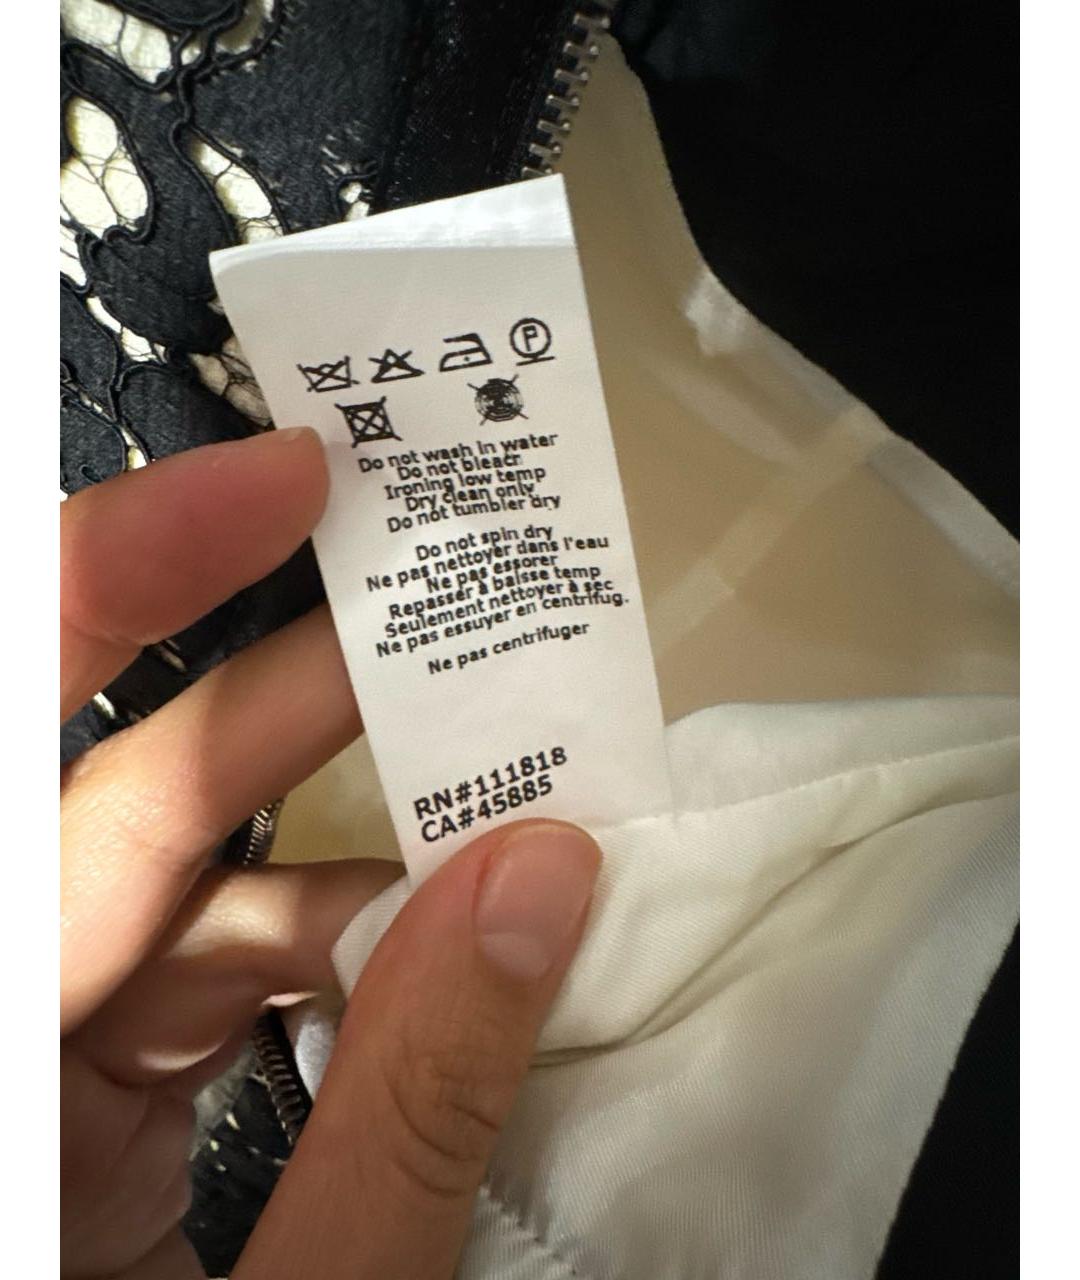 P
Do not wash in water
Do not bleach
Ironing low temp
Dry clean only
Do not tumbler dry
Do not spin dry
Ne pas nettoyer dans l'eau
Ne pas essorer
Repasser à baisse temp
Seulement nettoyer à sec
Ne pas essuyer en centrifug.
Ne pas centrifuger
RN#111818
CA#45885